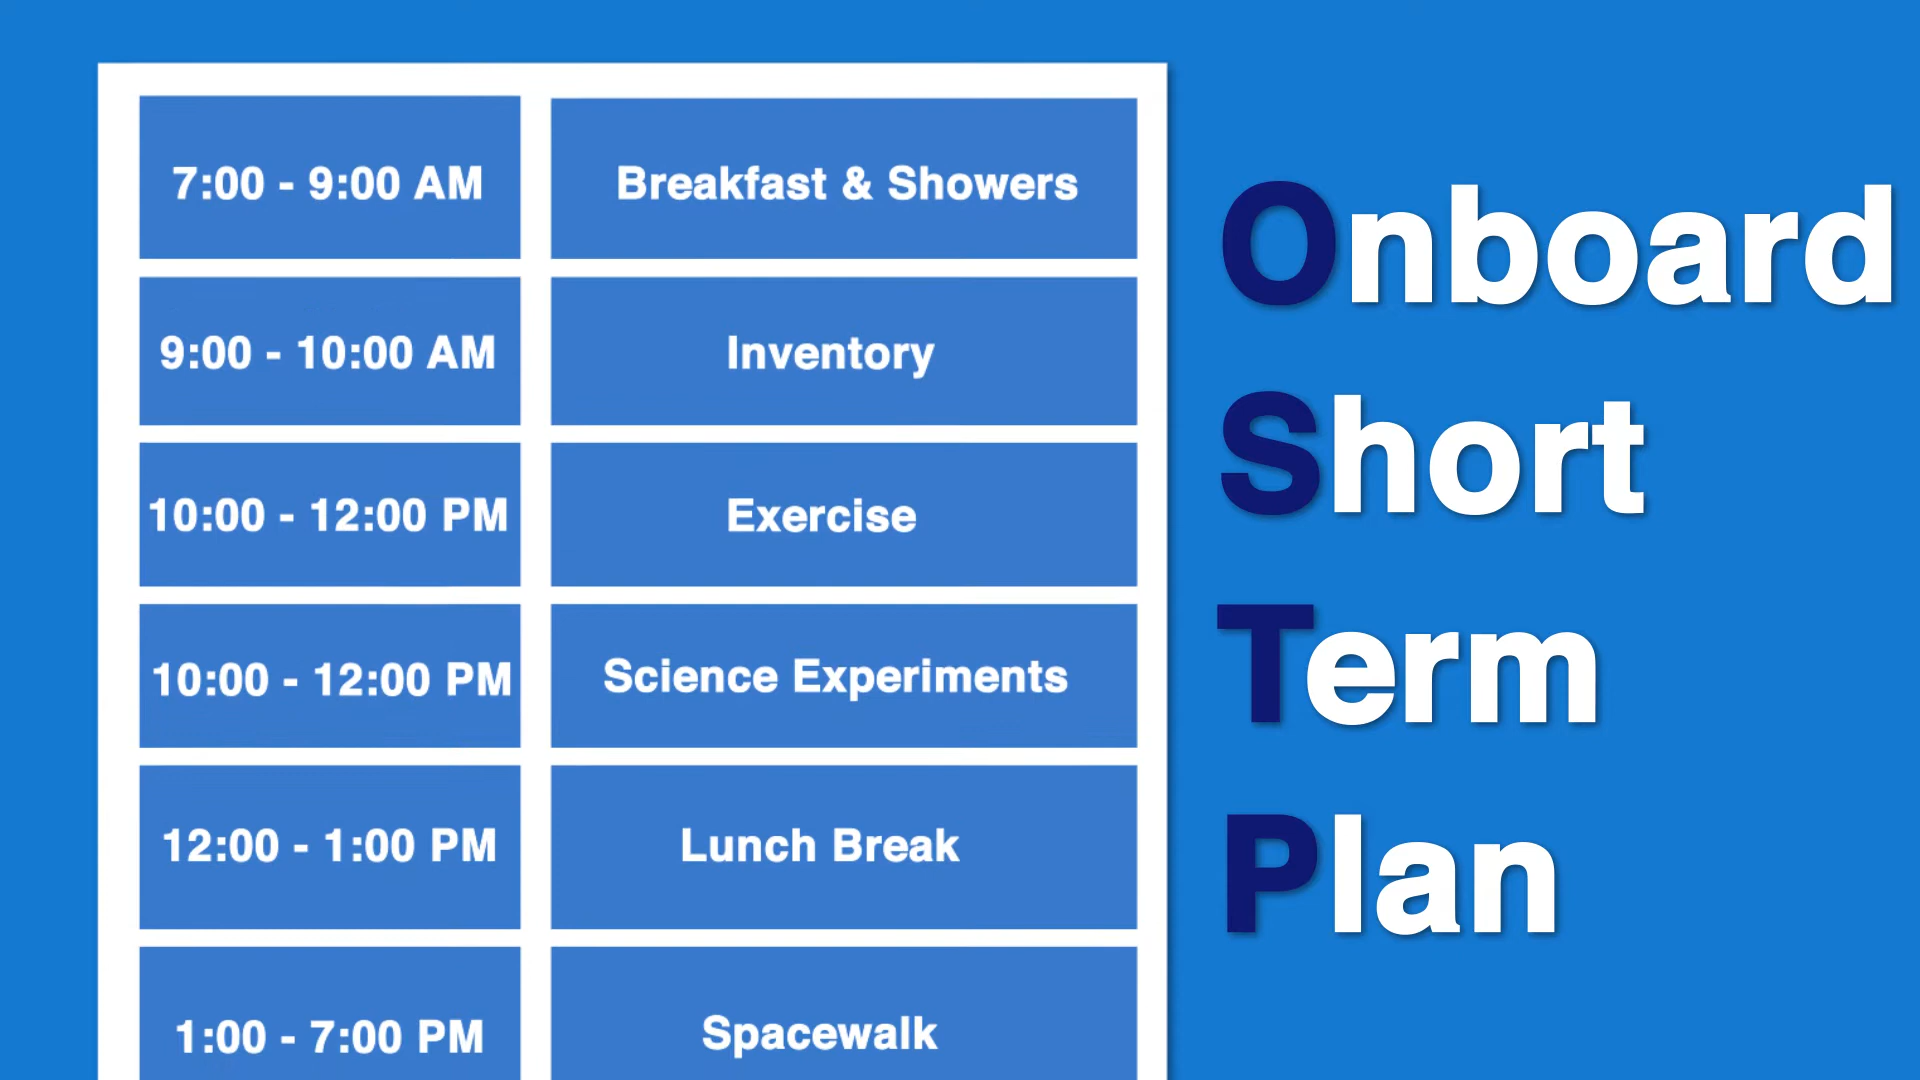 7:00 - 9:00 AM Breakfast & Showers
9:00 - 10:00 AM Inventory
10:00 - 12:00 PM Exercise
10:00 - 12:00 PM Science Experiments
12:00 - 1:00 PM Lunch Break
1:00 - 7:00 PM Spacewalk
Onboard
Short
Term
Plan